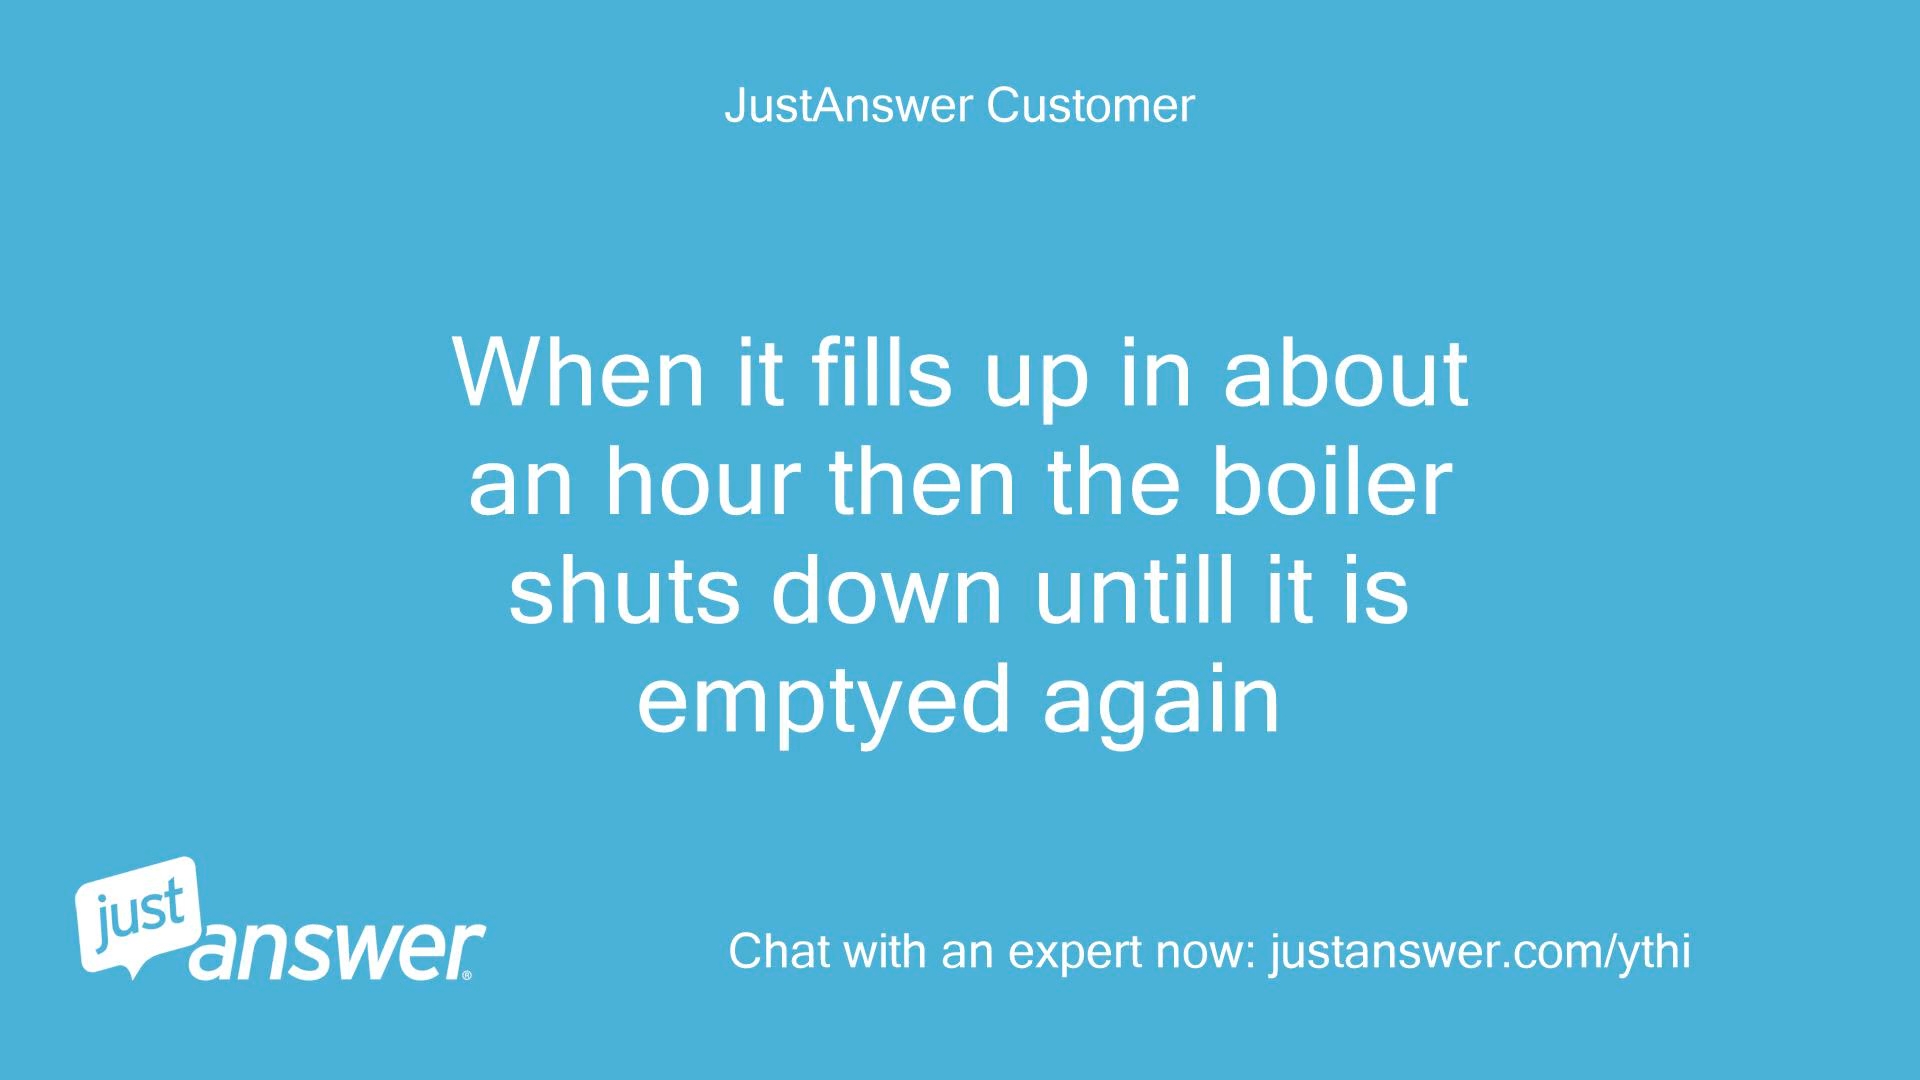 JustAnswer Customer
When it fills up in about
an hour then the boiler
shuts down untill it is
emptyed again
just
answer®
Chat with an expert now: justanswer.com/ythi